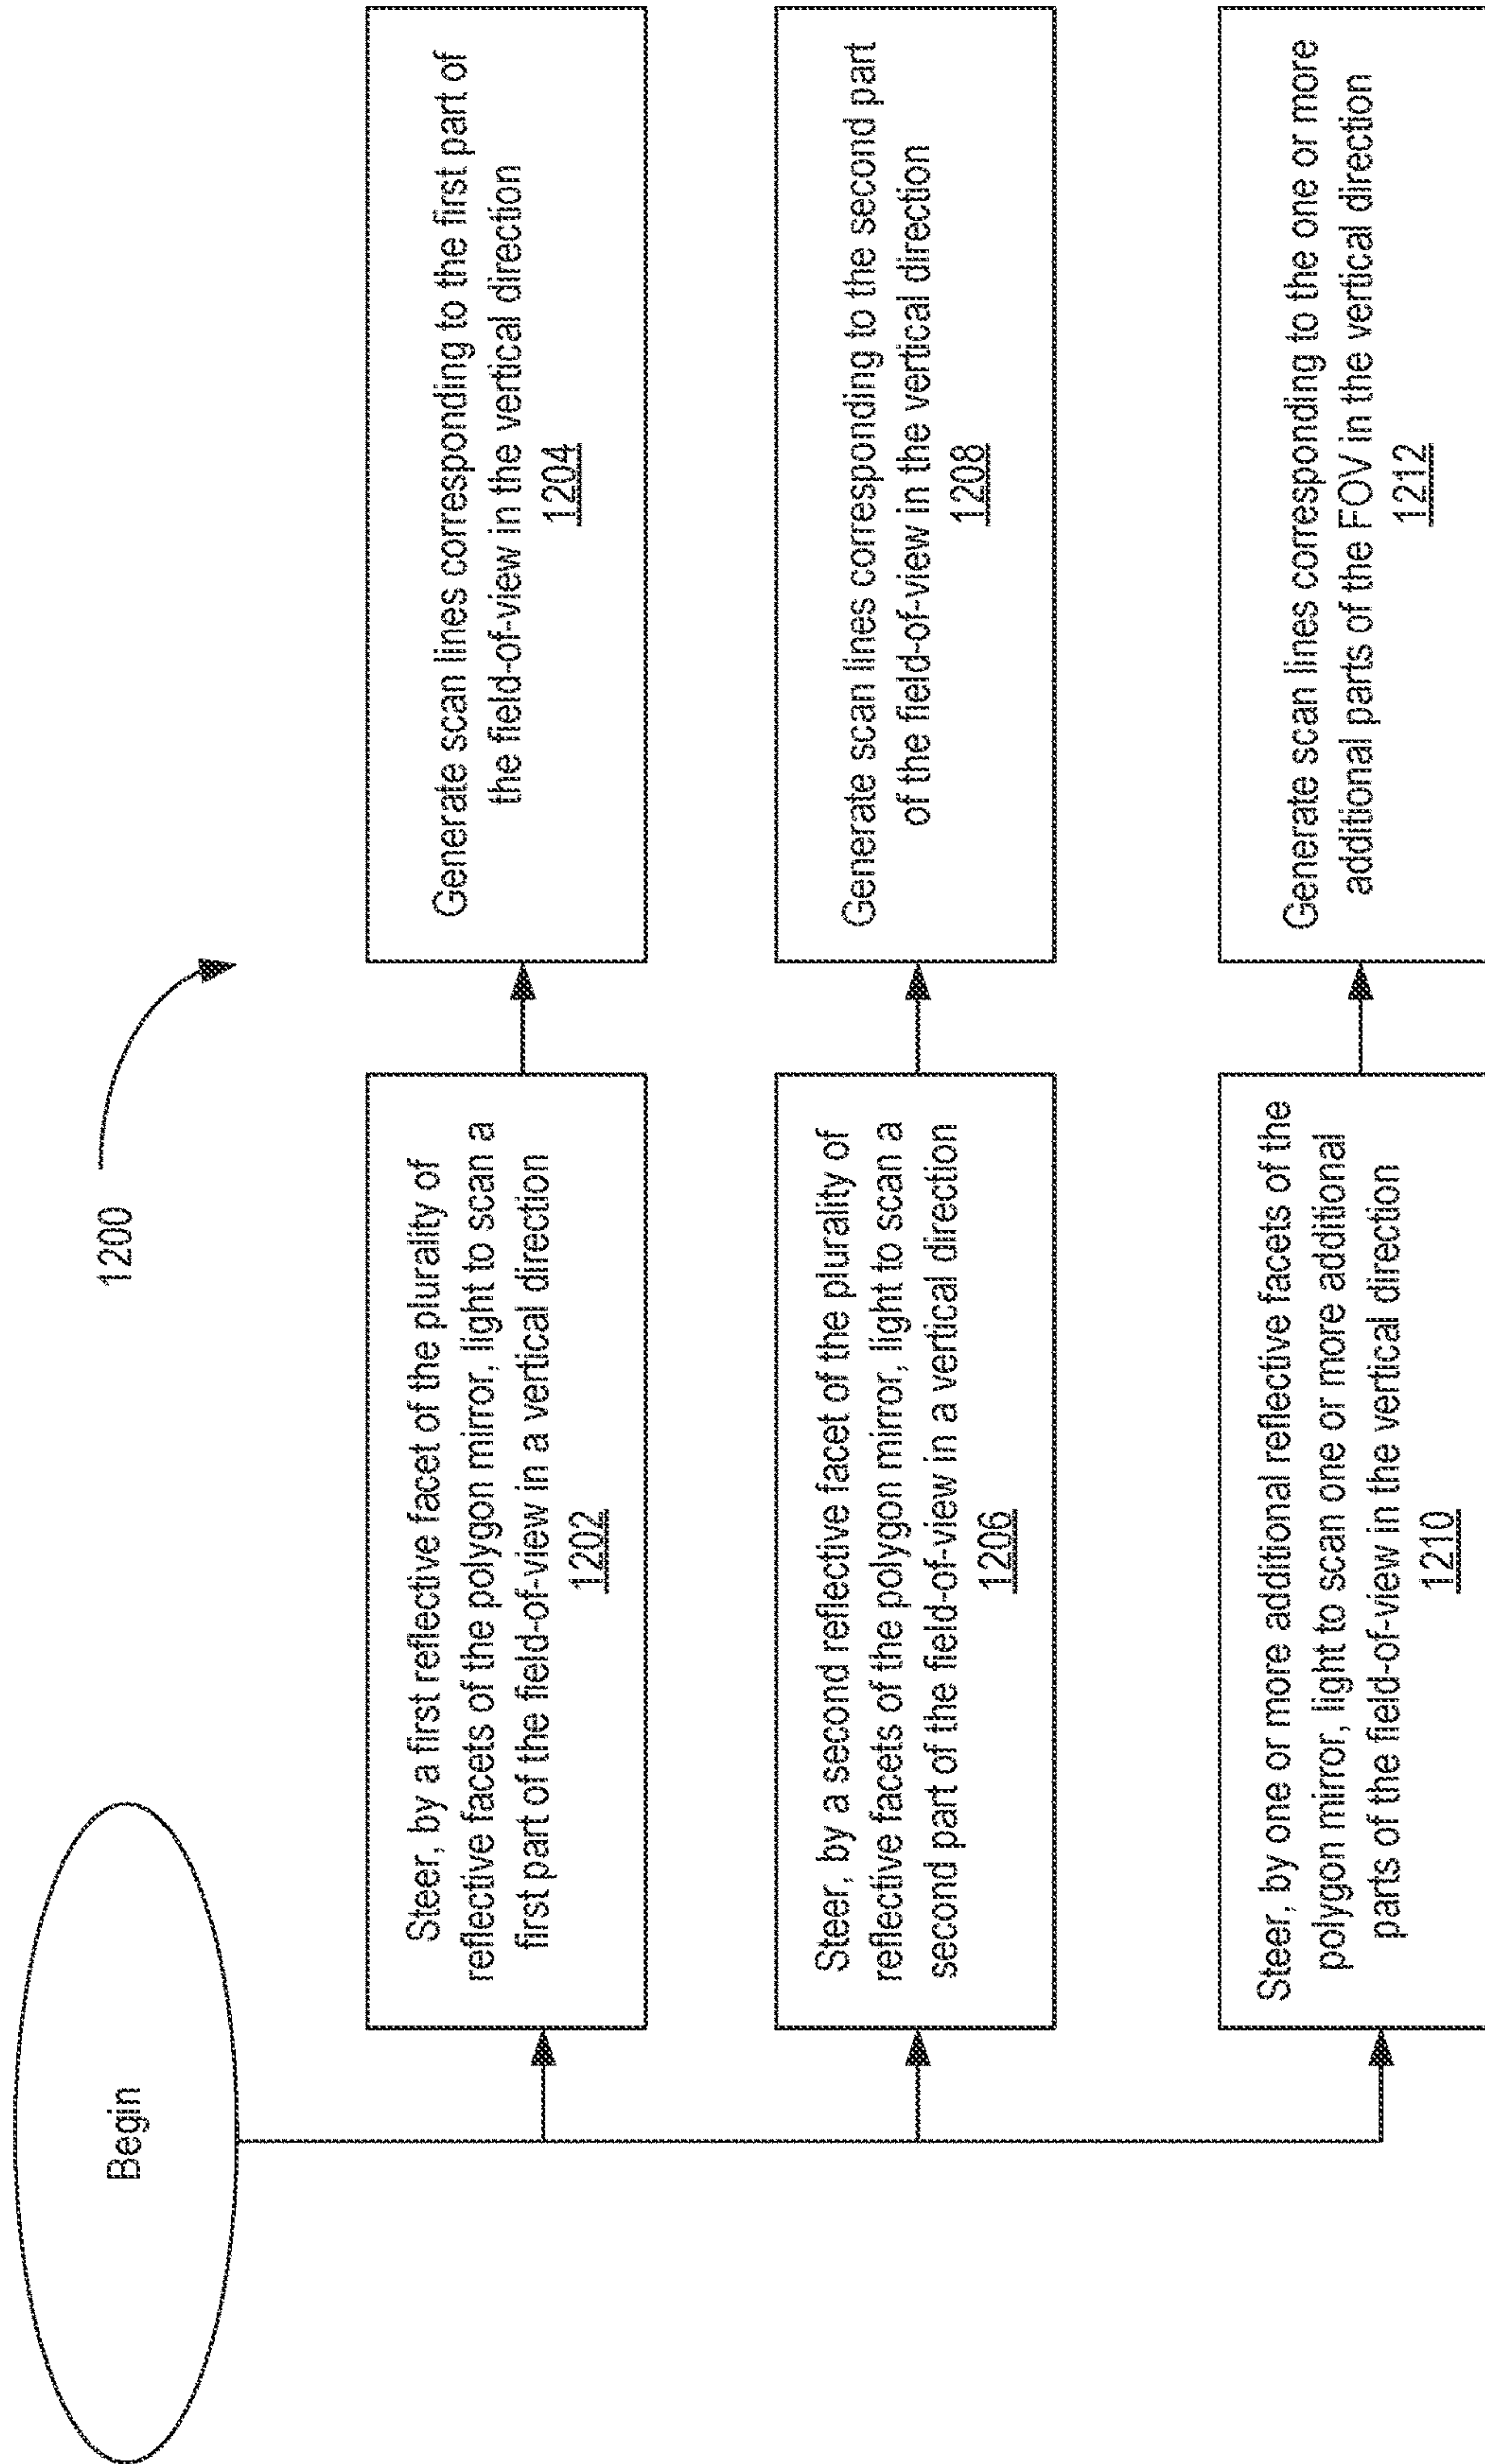 1200
Begin
Steer, by a first reflective facet of the plurality of
reflective facets of the polygon mirror, light to scan a
first part of the field-of-view in a vertical direction
1202
Generate scan lines corresponding to the first part of
the field-of-view in the vertical direction
1204
Steer, by a second reflective facet of the plurality of
reflective facets of the polygon mirror, light to scan a
second part of the field-of-view in a vertical direction
1206
Generate scan lines corresponding to the second part
of the field-of-view in the vertical direction
1208
Steer, by one or more additional reflective facets of the
polygon mirror, light to scan one or more additional
parts of the field-of-view in the vertical direction
1210
Generate scan lines corresponding to the one or more
additional parts of the FOV in the vertical direction
1212